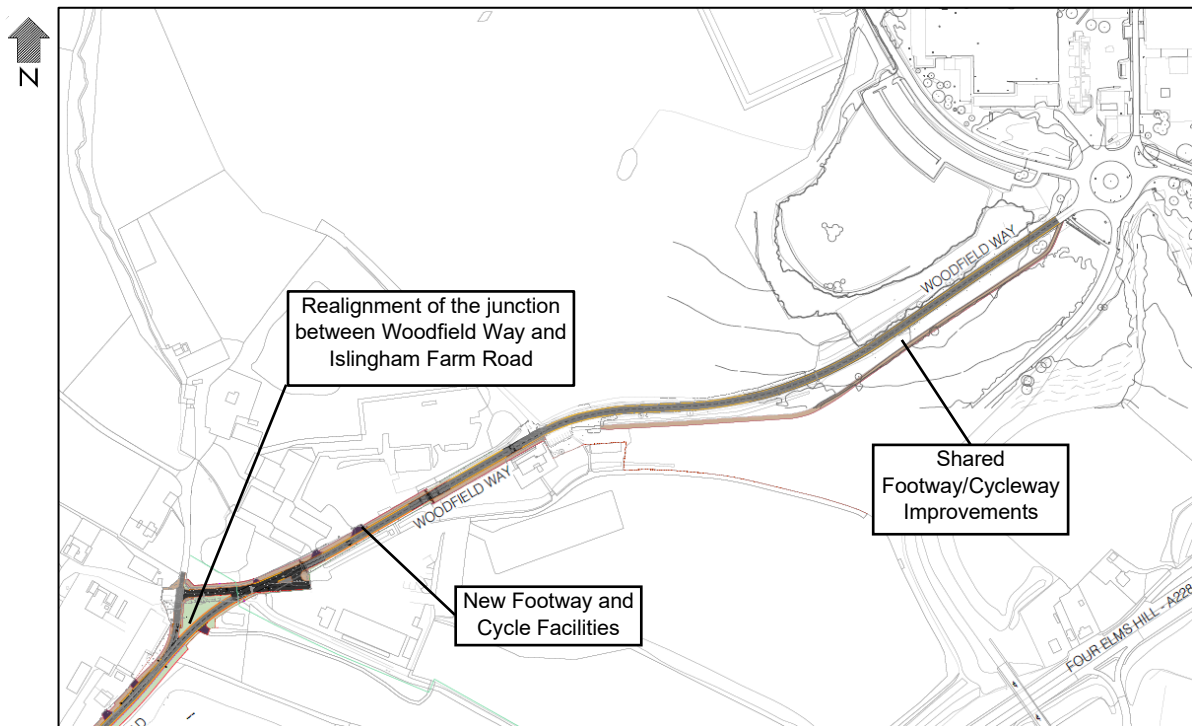 N
WOODFIELD WAY
Realignment of the junction
between Woodfield Way and
Islingham Farm Road
Shared
Footway/Cycleway
Improvements
WOODFIELD WAY
New Footway and
Cycle Facilities
FOUR ELMS HILL - A228